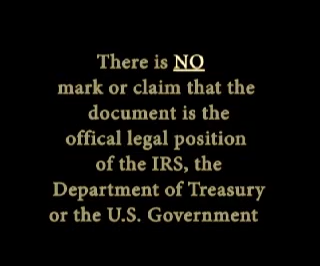 There is NO
mark or claim that the
document is the
offical legal position
of the IRS, the
Department of Treasury
or the U.S. Government